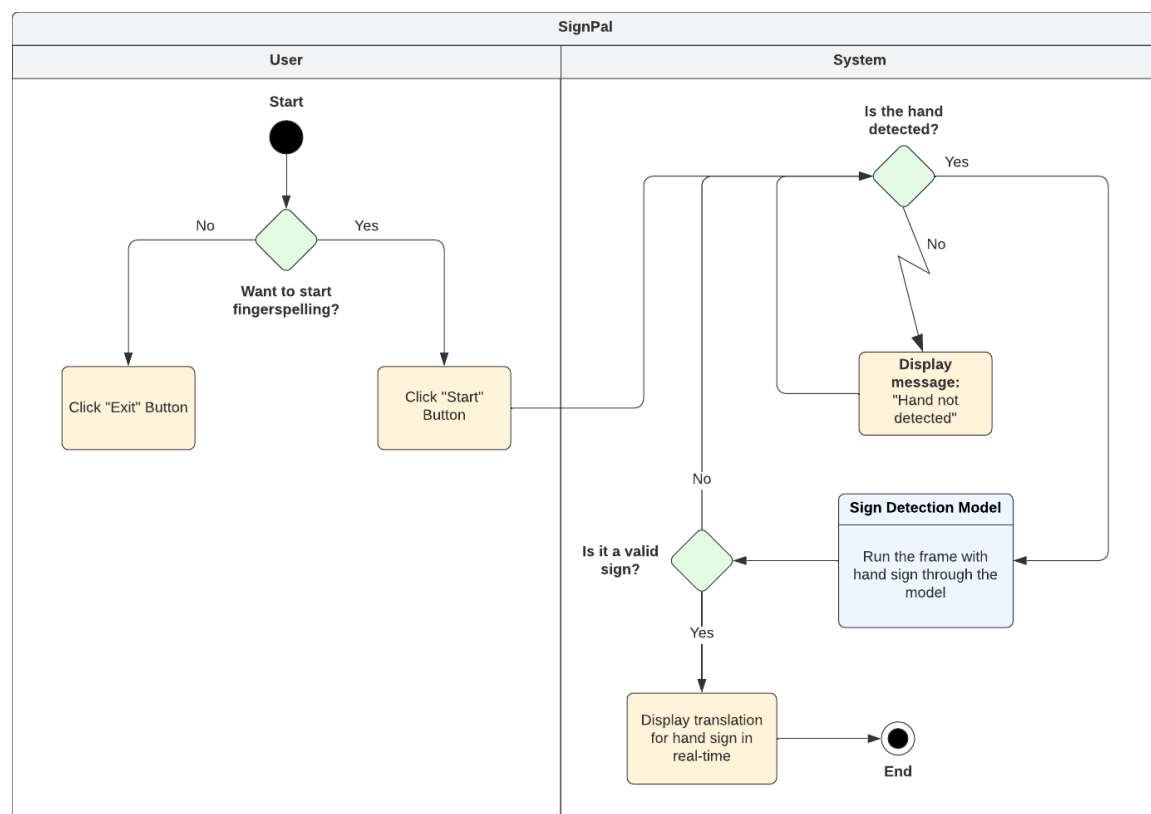 SignPal
User
System
Start
Is the hand
detected?
Yes
No
Yes
No
Want to start
fingerspelling?
Display
message:
"Hand not
detected"
Click "Exit" Button
Click "Start"
Button
No
Sign Detection Model
Is it a valid
sign?
Run the frame with
hand sign through the
model
Yes
Display translation
for hand sign in
real-time
End